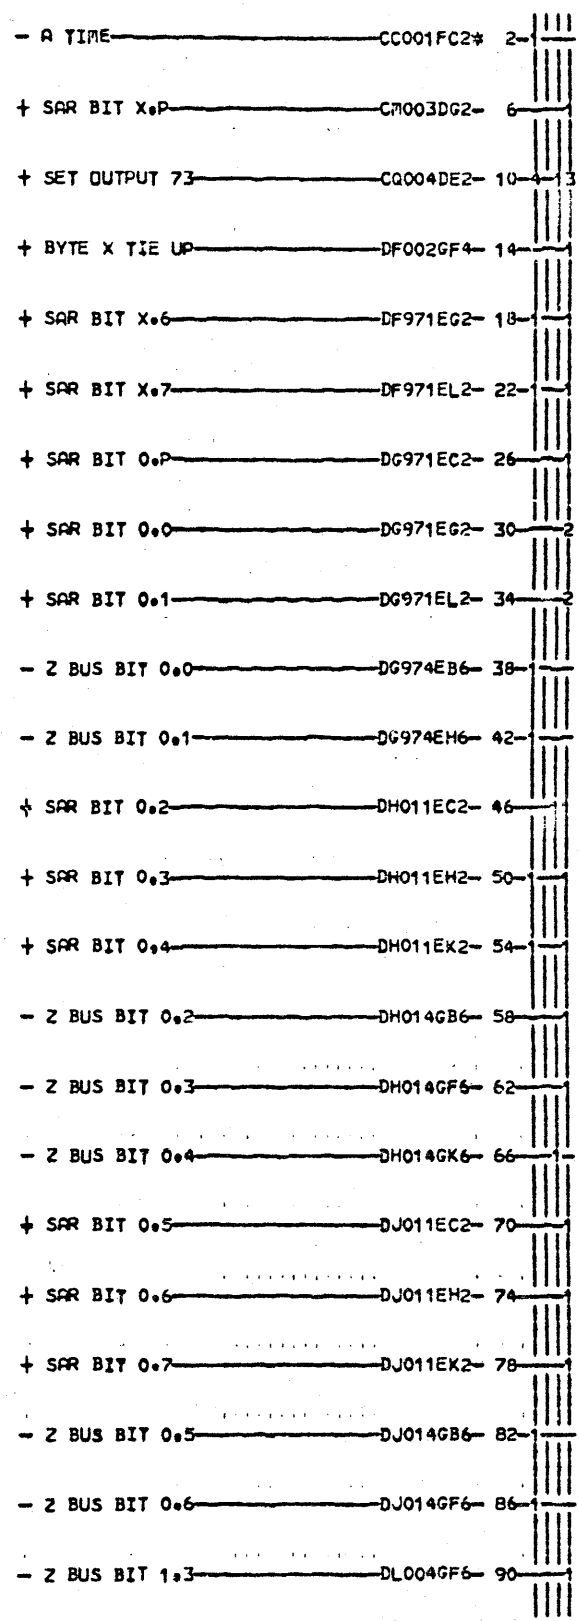 - A TIME CC001FC2* 2-1
+ SAR BIT X.P CM003DG2- 6 1
+ SET OUTPUT 73 CQ004DE2- 10-4-13
+ BYTE X TIE UP DF002GF4- 14 1
+ SAR BIT X.6 DF971EG2- 18-1 1
+ SAR BIT X.7 DF971EL2- 22-1 1
+ SAR BIT 0.P DG971EC2- 26 1
+ SAR BIT 0.0 DG971EG2- 30 2
+ SAR BIT 0.1 DG971EL2- 34 2
- Z BUS BIT 0.0 DG974EB6- 38-1
- Z BUS BIT 0.1 DG974EH6- 42-1
+ SAR BIT 0.2 DH011EC2- 46 11
+ SAR BIT 0.3 DH011EH2- 50-1 1
+ SAR BIT 0.4 DH011EK2- 54-1 1
- Z BUS BIT 0.2 DH014GB6- 58 1
- Z BUS BIT 0.3 DH014GF6- 62 1
- Z BUS BIT 0.4 DH014GK6- 66 1-
+ SAR BIT 0.5 DJ011EC2- 70 1
+ SAR BIT 0.6 DJ011EH2- 74 1
+ SAR BIT 0.7 DJ011EK2- 78 1
- Z BUS BIT 0.5 DJ014GB6- 82-1
- Z BUS BIT 0.6 DJ014GF6- 86-1
- Z BUS BIT 1.3 DL004GF6- 90 1